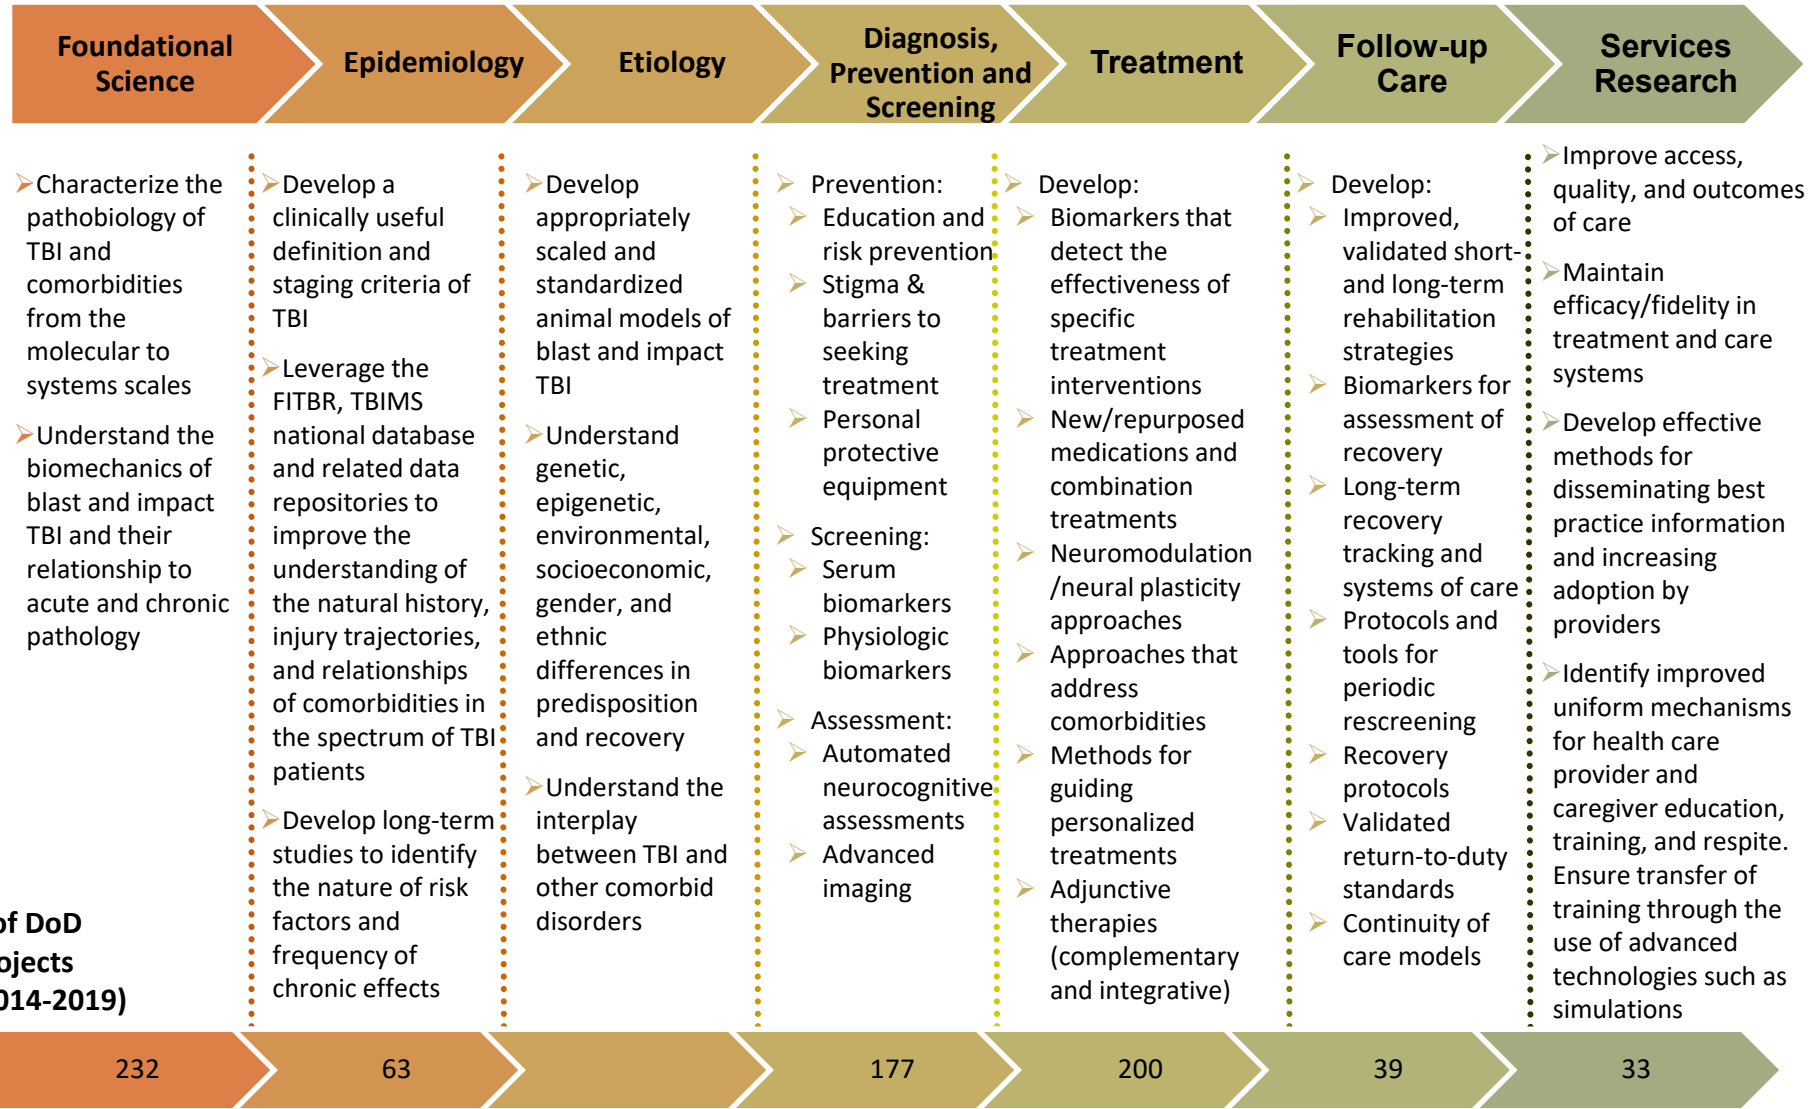 Foundational
Science
Epidemiology
Etiology
Diagnosis,
Prevention and
Screening
Treatment
Follow-up
Care
Services
Research
Characterize the
pathobiology of
TBI and
comorbidities
from the
molecular to
systems scales
Understand the
biomechanics of
blast and impact
TBI and their
relationship to
acute and chronic
pathology
Develop a
clinically useful
definition and
staging criteria of
TBI
Leverage the
FITBR, TBIMS
national database
and related data
repositories to
improve the
understanding of
the natural history,
injury trajectories,
and relationships
of comorbidities in
the spectrum of TBI
patients
Develop long-term
studies to identify
the nature of risk
factors and
frequency of
chronic effects
Develop
appropriately
scaled and
standardized
animal models of
blast and impact
TBI
Understand
genetic,
epigenetic,
environmental,
socioeconomic,
gender, and
ethnic
differences in
predisposition
and recovery
Understand the
interplay
between TBI and
other comorbid
disorders
Prevention:
Education and
risk prevention
Stigma &
barriers to
seeking
treatment
Personal
protective
equipment
Screening:
Serum
biomarkers
Physiologic
biomarkers
Assessment:
Automated
neurocognitive
assessments
Advanced
imaging
Develop:
Biomarkers that
detect the
effectiveness of
specific
treatment
interventions
New/repurposed
medications and
combination
treatments
Neuromodulation
/neural plasticity
approaches
Approaches that
address
comorbidities
Methods for
guiding
personalized
treatments
Adjunctive
therapies
(complementary
and integrative)
Develop:
Improved,
validated short-
and long-term
rehabilitation
strategies
Biomarkers for
assessment of
recovery
Long-term
recovery
tracking and
systems of care
Protocols and
tools for
periodic
rescreening
Recovery
protocols
Validated
return-to-duty
standards
Continuity of
care models
Improve access,
quality, and outcomes
of care
Maintain
efficacy/fidelity in
treatment and care
systems
Develop effective
methods for
disseminating best
practice information
and increasing
adoption by
providers
Identify improved
uniform mechanisms
for health care
provider and
caregiver education,
training, and respite.
Ensure transfer of
training through the
use of advanced
technologies such as
simulations
of DoD
ojects
014-2019)
232
63
177
200
39
33